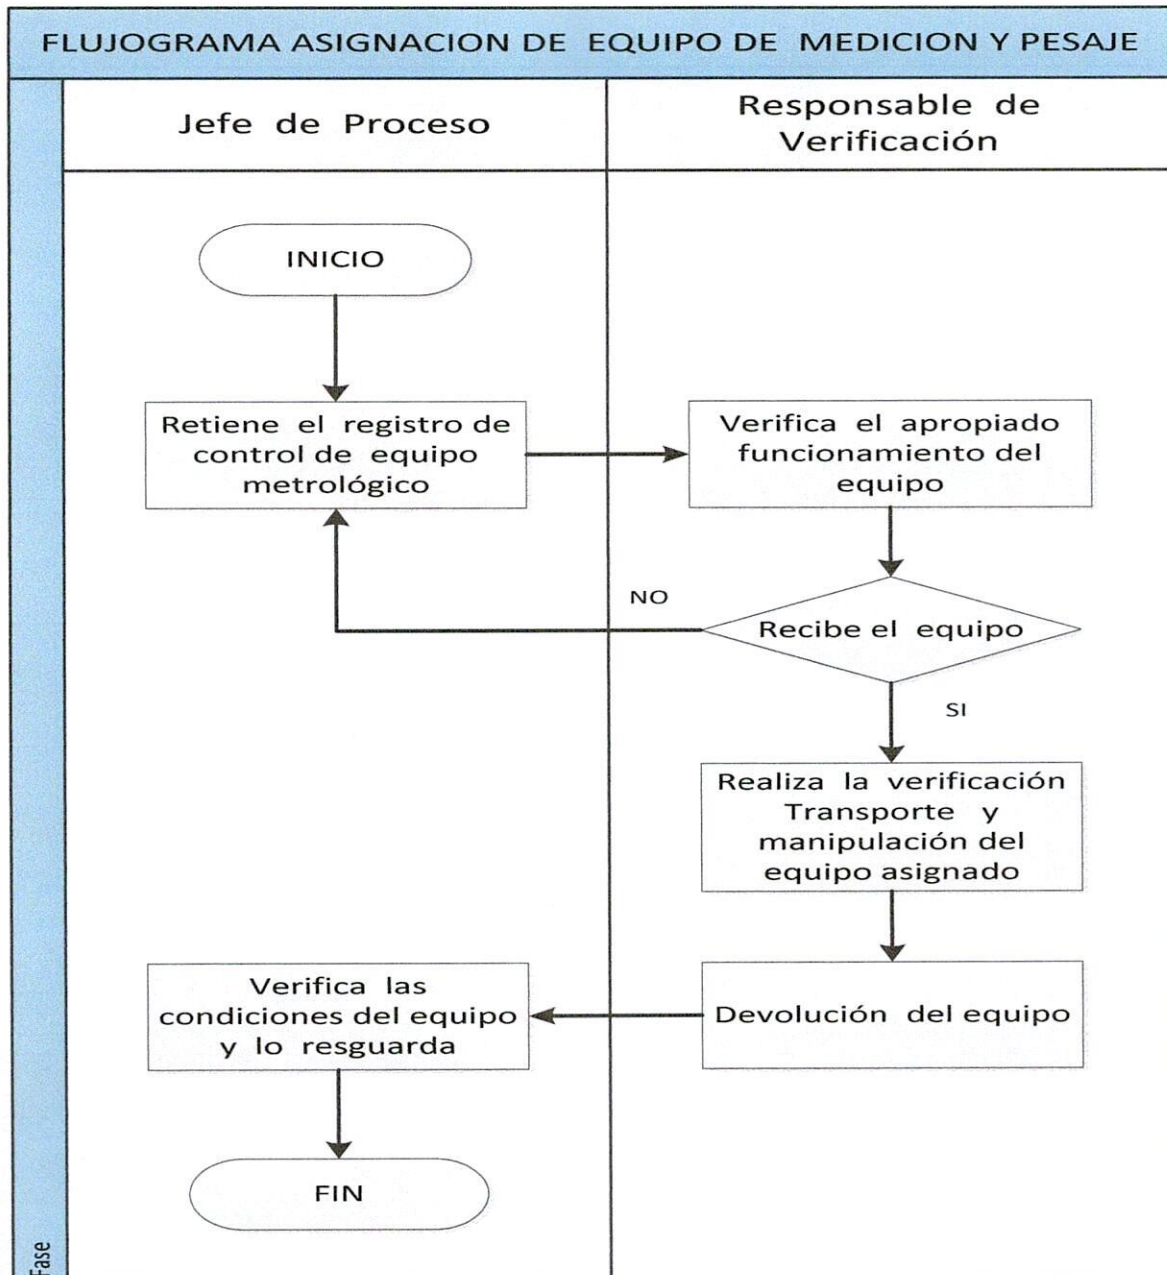 FLUJOGRAMA ASIGNACION DE EQUIPO DE MEDICION Y PESAJE
Jefe de Proceso
Responsable de
Verificación
INICIO
Retiene el registro de
control de equipo
metrológico
Verifica el apropiado
funcionamiento del
equipo
NO
Recibe el equipo
SI
Realiza la verificación
Transporte y
manipulación del
equipo asignado
Verifica las
condiciones del equipo
y lo resguarda
Devolución del equipo
FIN
Fase